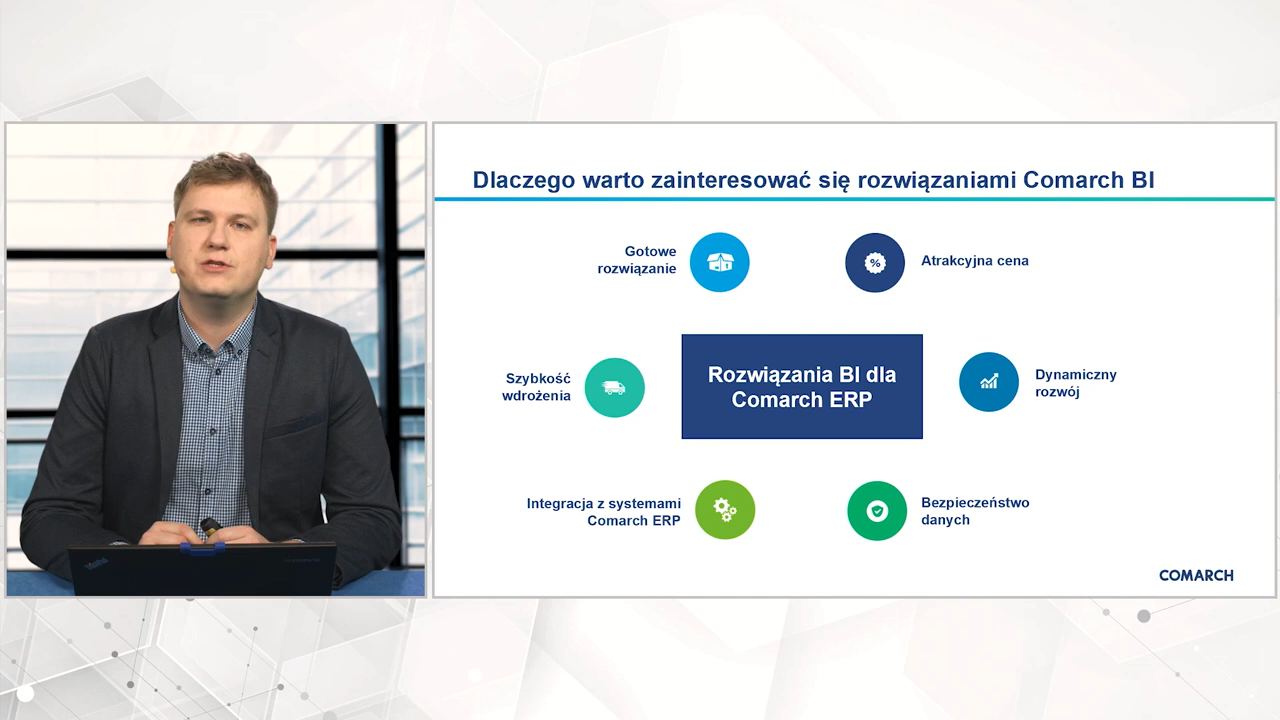 Dlaczego warto zainteresować się rozwiązaniami Comarch BI
Gotowe
rozwiązanie
%
Atrakcyjna cena
Szybkość
wdrożenia
Rozwiązania BI dla
Comarch ERP
Dynamiczny
rozwój
Integracja z systemami
Comarch ERP
Bezpieczeństwo
danych
COMARCH